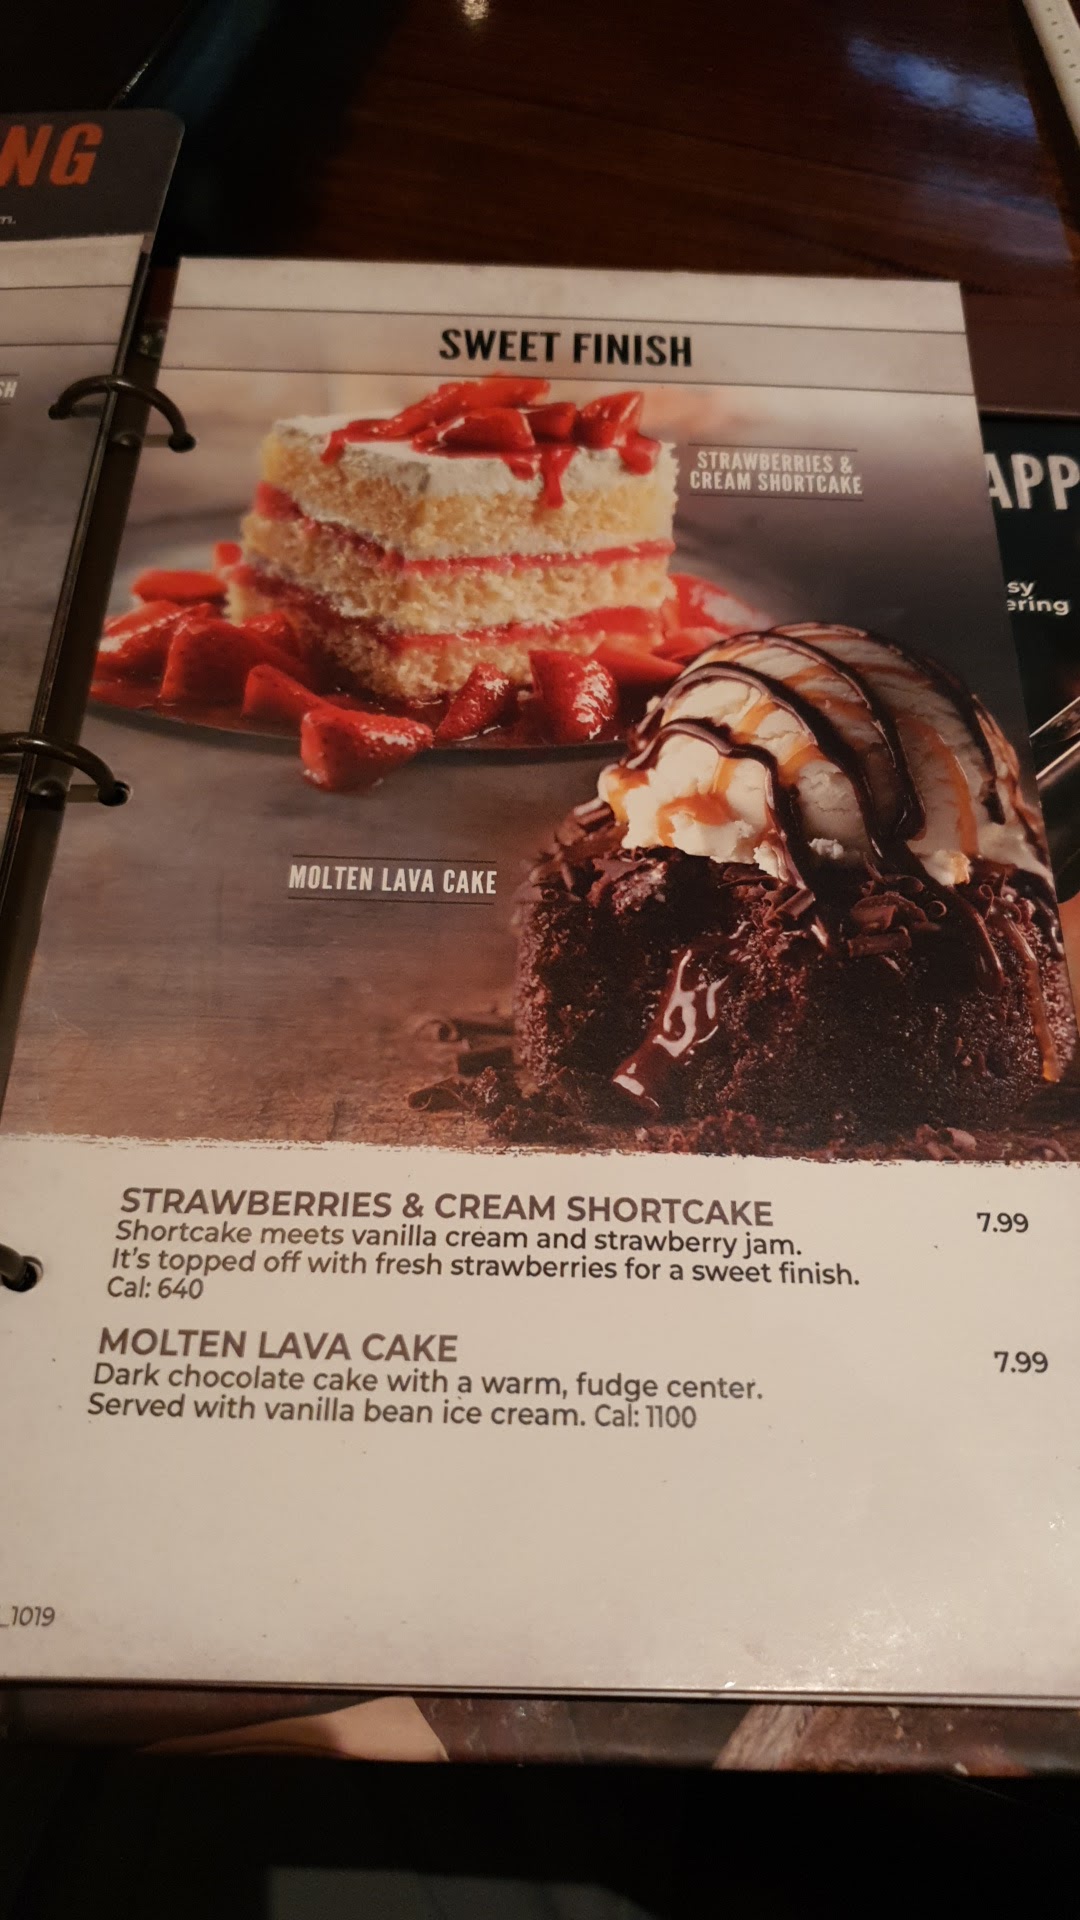 NG
SWEET FINISH
STRAWBERRIES &
CREAM SHORTCAKE
MOLTEN LAVA CAKE
STRAWBERRIES & CREAM SHORTCAKE 7.99
Shortcake meets vanilla cream and strawberry jam.
It's topped off with fresh strawberries for a sweet finish.
Cal: 640
MOLTEN LAVA CAKE 7.99
Dark chocolate cake with a warm, fudge center.
Served with vanilla bean ice cream. Cal: 1100
_1019
APP
sy
ering